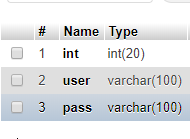 # Name Type
1 int int(20)
2 user varchar(100)
3 pass varchar(100)